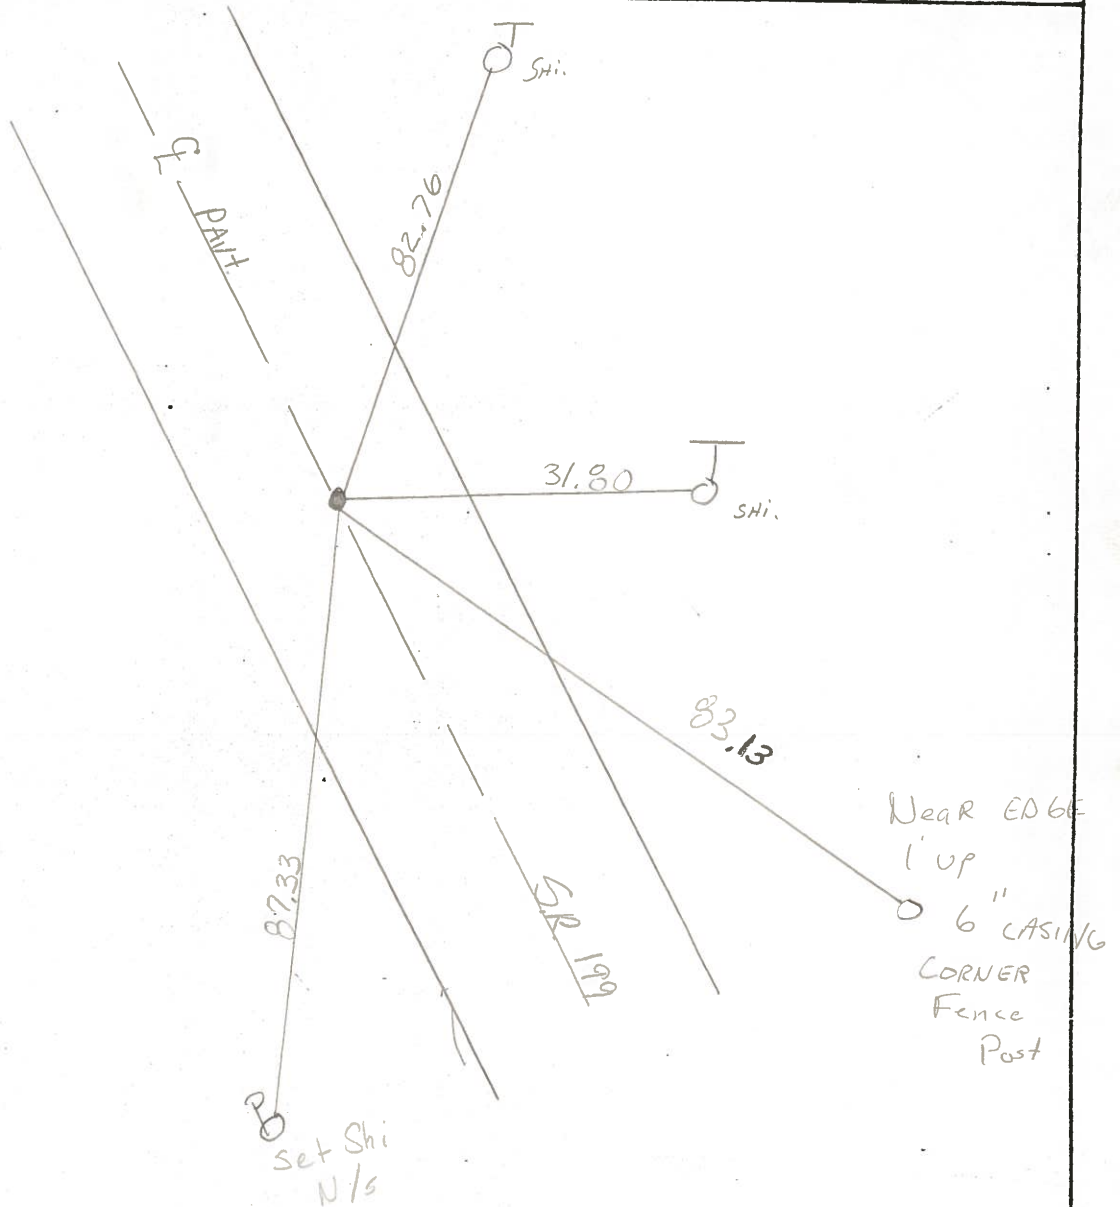 SHi.
℄
PAVt.
82.76
31.80
SHi.
83.13
Near EDGE
1' up
6" CASING
CORNER
Fence
Post
87.33
S.R. 199
P
set Shi
N/s